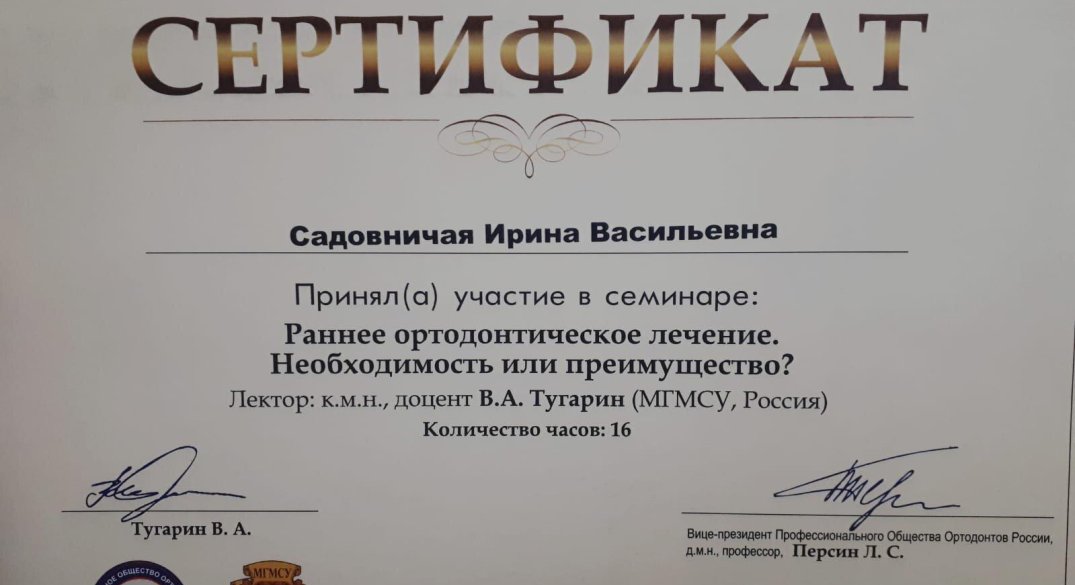 СЕРТИФИКАТ
Садовничая Ирина Васильевна
Принял(а) участие в семинаре:
Раннее ортодонтическое лечение.
Необходимость или преимущество?
Лектор: к.м.н., доцент В.А. Тугарин (МГМСУ, Россия)
Количество часов: 16
Тугарин В. А.
Вице-президент Профессионального Общества Ортодонтов России,
д.м.н., профессор, Персин Л. С.
ОБЩЕСТВО
МГМСУ